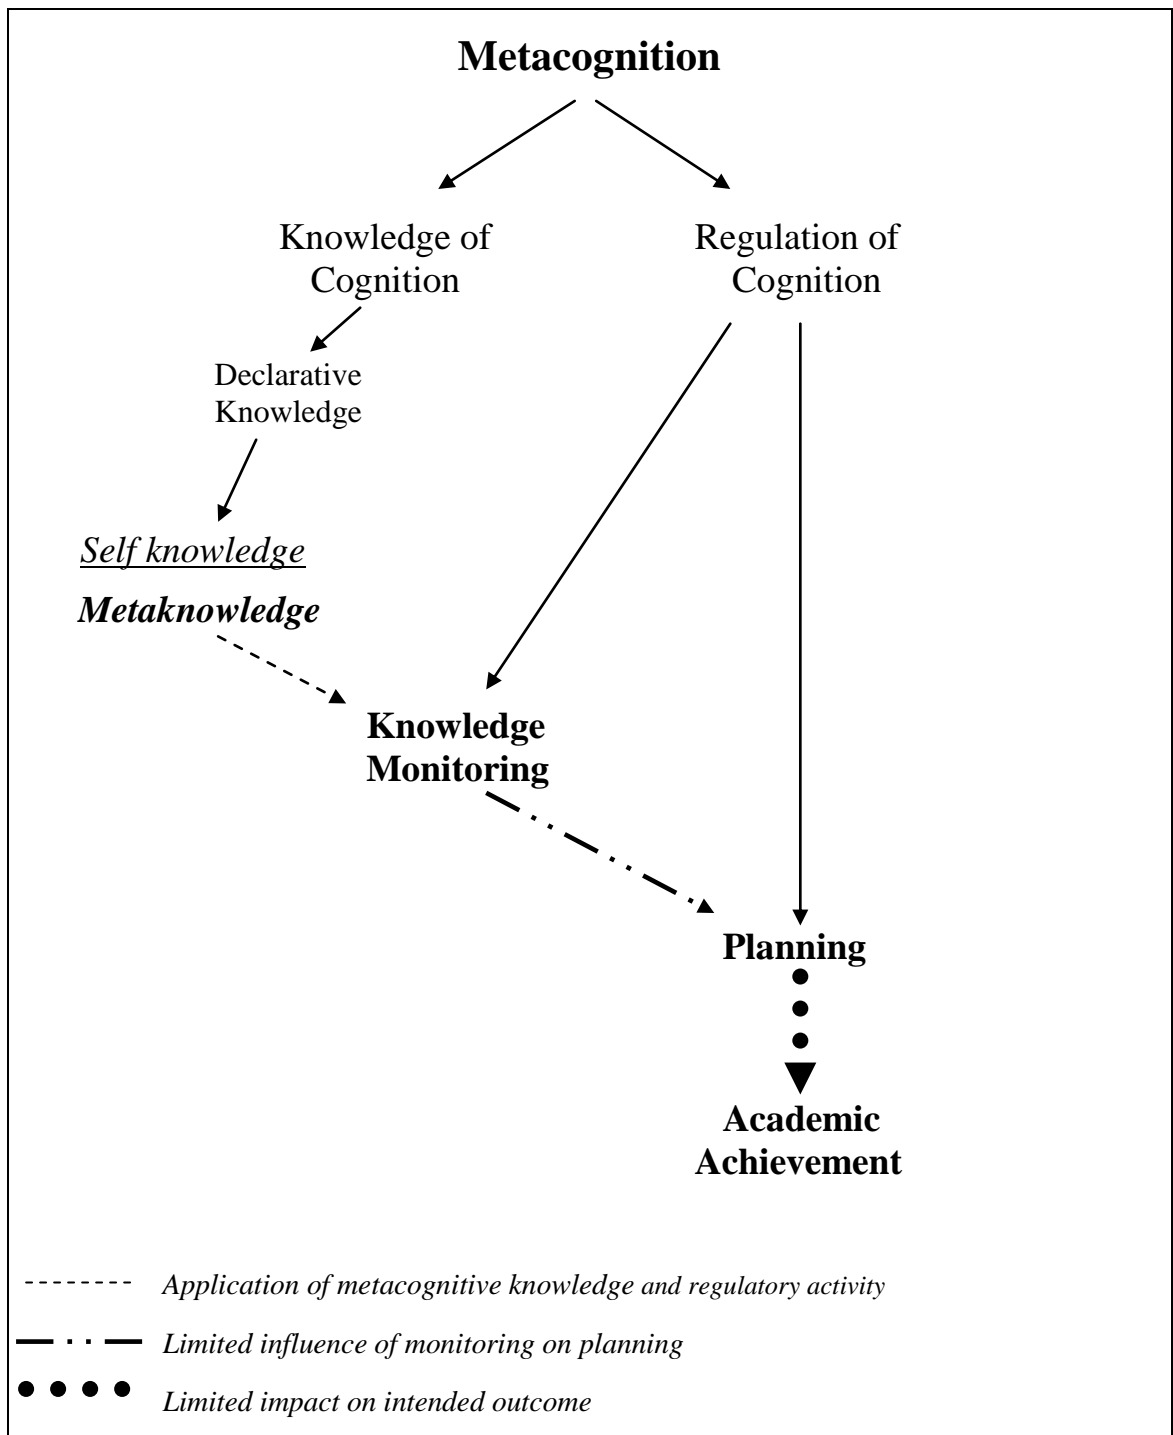 Metacognition
Knowledge of
Cognition
Regulation of
Cognition
Declarative
Knowledge
Self knowledge
Metaknowledge
Knowledge
Monitoring
Planning
Academic
Achievement
Application of metacognitive knowledge and regulatory activity
Limited influence of monitoring on planning
Limited impact on intended outcome